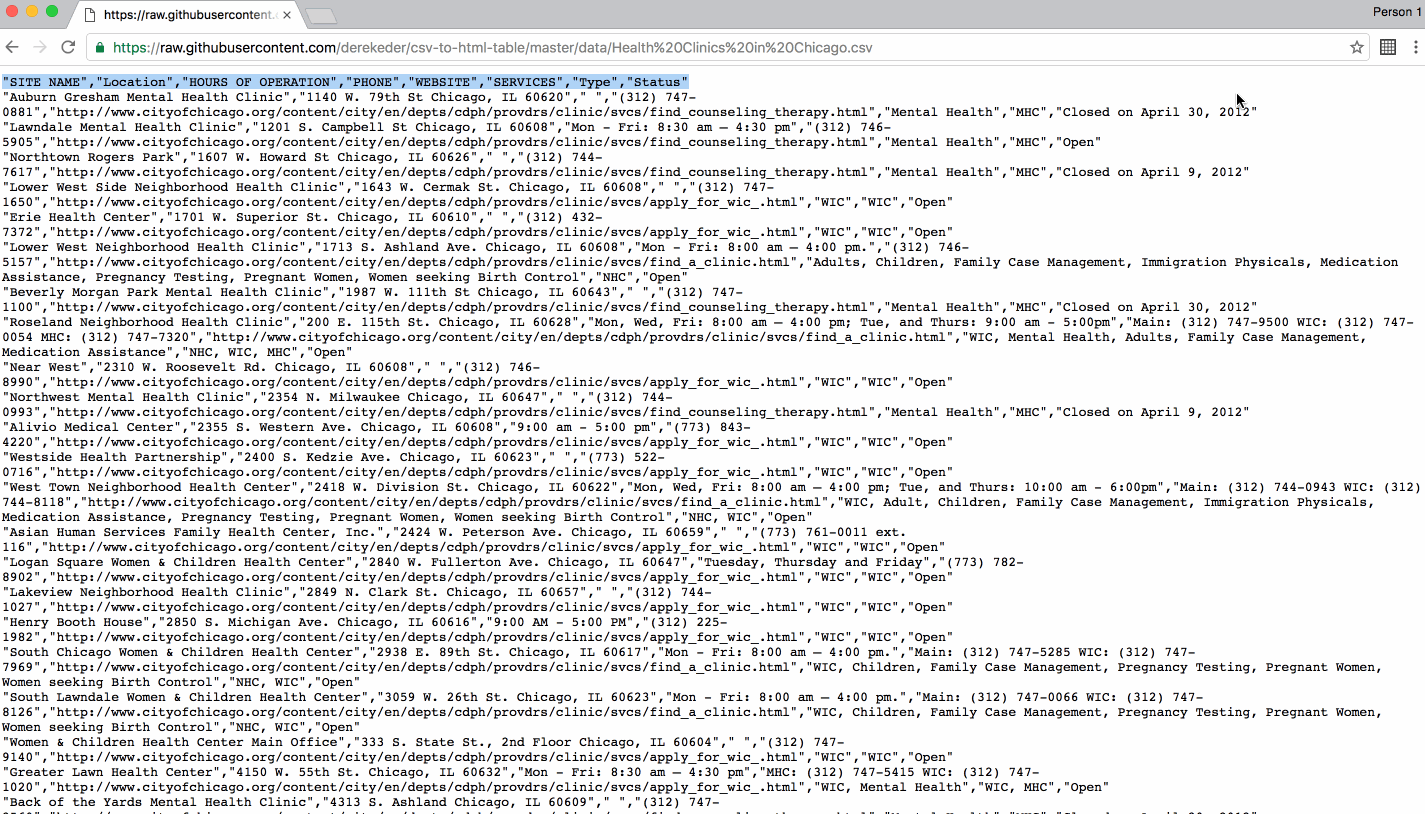 https://raw.githubusercontent.
Person 1
https://raw.githubusercontent.com/derekeder/csv-to-html-table/master/data/Health%20Clinics%20in%20Chicago.csv
"SITE NAME","Location","HOURS OF OPERATION","PHONE","WEBSITE","SERVICES","Type","Status"
"Auburn Gresham Mental Health Clinic","1140 W. 79th St Chicago, IL 60620"," ","(312) 747-
0881","http://www.cityofchicago.org/content/city/en/depts/cdph/provdrs/clinic/svcs/find_counseling_therapy.html","Mental Health","MHC","Closed on April 30, 2012"
"Lawndale Mental Health Clinic","1201 S. Campbell St Chicago, IL 60608","Mon - Fri: 8:30 am – 4:30 pm","(312) 746-
5905","http://www.cityofchicago.org/content/city/en/depts/cdph/provdrs/clinic/svcs/find_counseling_therapy.html","Mental Health","MHC","Open"
"Northtown Rogers Park","1607 W. Howard St Chicago, IL 60626"," ","(312) 744-
7617","http://www.cityofchicago.org/content/city/en/depts/cdph/provdrs/clinic/svcs/find_counseling_therapy.html","Mental Health","MHC","Closed on April 9, 2012"
"Lower West Side Neighborhood Health Clinic","1643 W. Cermak St. Chicago, IL 60608"," ","(312) 747-
1650","http://www.cityofchicago.org/content/city/en/depts/cdph/provdrs/clinic/svcs/apply_for_wic_.html","WIC","WIC","Open"
"Erie Health Center","1701 W. Superior St. Chicago, IL 60610"," ","(312) 432-
7372","http://www.cityofchicago.org/content/city/en/depts/cdph/provdrs/clinic/svcs/apply_for_wic_.html","WIC","WIC","Open"
"Lower West Neighborhood Health Clinic","1713 S. Ashland Ave. Chicago, IL 60608","Mon - Fri: 8:00 am – 4:00 pm.","(312) 746-
5157","http://www.cityofchicago.org/content/city/en/depts/cdph/provdrs/clinic/svcs/find_a_clinic.html","Adults, Children, Family Case Management, Immigration Physicals, Medication
Assistance, Pregnancy Testing, Pregnant Women, Women seeking Birth Control","NHC","Open"
"Beverly Morgan Park Mental Health Clinic","1987 W. 111th St Chicago, IL 60643"," ","(312) 747-
1100","http://www.cityofchicago.org/content/city/en/depts/cdph/provdrs/clinic/svcs/find_counseling_therapy.html","Mental Health","MHC","Closed on April 30, 2012"
"Roseland Neighborhood Health Clinic","200 E. 115th St. Chicago, IL 60628","Mon, Wed, Fri: 8:00 am – 4:00 pm; Tue, and Thurs: 9:00 am - 5:00pm","Main: (312) 747-9500 WIC: (312) 747-
0054 MHC: (312) 747-7320","http://www.cityofchicago.org/content/city/en/depts/cdph/provdrs/clinic/svcs/find_a_clinic.html","WIC, Mental Health, Adults, Family Case Management,
Medication Assistance","NHC, WIC, MHC","Open"
"Near West","2310 W. Roosevelt Rd. Chicago, IL 60608"," ","(312) 746-
8990","http://www.cityofchicago.org/content/city/en/depts/cdph/provdrs/clinic/svcs/apply_for_wic_.html","WIC","WIC","Open"
"Northwest Mental Health Clinic","2354 N. Milwaukee Chicago, IL 60647"," ","(312) 744-
0993","http://www.cityofchicago.org/content/city/en/depts/cdph/provdrs/clinic/svcs/find_counseling_therapy.html","Mental Health","MHC","Closed on April 9, 2012"
"Alivio Medical Center","2355 S. Western Ave. Chicago, IL 60608","9:00 am - 5:00 pm","(773) 843-
4220","http://www.cityofchicago.org/content/city/en/depts/cdph/provdrs/clinic/svcs/apply_for_wic_.html","WIC","WIC","Open"
"Westside Health Partnership","2400 S. Kedzie Ave. Chicago, IL 60623"," ","(773) 522-
0716","http://www.cityofchicago.org/content/city/en/depts/cdph/provdrs/clinic/svcs/apply_for_wic_.html","WIC","WIC","Open"
"West Town Neighborhood Health Center","2418 W. Division St. Chicago, IL 60622","Mon, Wed, Fri: 8:00 am – 4:00 pm; Tue, and Thurs: 10:00 am - 6:00pm","Main: (312) 744-0943 WIC: (312)
744-8118","http://www.cityofchicago.org/content/city/en/depts/cdph/provdrs/clinic/svcs/find_a_clinic.html","WIC, Adult, Children, Family Case Management, Immigration Physicals,
Medication Assistance, Pregnancy Testing, Pregnant Women, Women seeking Birth Control","NHC, WIC","Open"
"Asian Human Services Family Health Center, Inc.","2424 W. Peterson Ave. Chicago, IL 60659"," ","(773) 761-0011 ext.
116","http://www.cityofchicago.org/content/city/en/depts/cdph/provdrs/clinic/svcs/apply_for_wic_.html","WIC","WIC","Open"
"Logan Square Women & Children Health Center","2840 W. Fullerton Ave. Chicago, IL 60647","Tuesday, Thursday and Friday","(773) 782-
8902","http://www.cityofchicago.org/content/city/en/depts/cdph/provdrs/clinic/svcs/apply_for_wic_.html","WIC","WIC","Open"
"Lakeview Neighborhood Health Clinic","2849 N. Clark St. Chicago, IL 60657"," ","(312) 744-
1027","http://www.cityofchicago.org/content/city/en/depts/cdph/provdrs/clinic/svcs/apply_for_wic_.html","WIC","WIC","Open"
"Henry Booth House","2850 S. Michigan Ave. Chicago, IL 60616","9:00 AM - 5:00 PM","(312) 225-
1982","http://www.cityofchicago.org/content/city/en/depts/cdph/provdrs/clinic/svcs/apply_for_wic_.html","WIC","WIC","Open"
"South Chicago Women & Children Health Center","2938 E. 89th St. Chicago, IL 60617","Mon - Fri: 8:00 am – 4:00 pm.","Main: (312) 747-5285 WIC: (312) 747-
7969","http://www.cityofchicago.org/content/city/en/depts/cdph/provdrs/clinic/svcs/find_a_clinic.html","WIC, Children, Family Case Management, Pregnancy Testing, Pregnant Women,
Women seeking Birth Control","NHC, WIC","Open"
"South Lawndale Women & Children Health Center","3059 W. 26th St. Chicago, IL 60623","Mon - Fri: 8:00 am – 4:00 pm.","Main: (312) 747-0066 WIC: (312) 747-
8126","http://www.cityofchicago.org/content/city/en/depts/cdph/provdrs/clinic/svcs/find_a_clinic.html","WIC, Children, Family Case Management, Pregnancy Testing, Pregnant Women,
Women seeking Birth Control","NHC, WIC","Open"
"Women & Children Health Center Main Office","333 S. State St., 2nd Floor Chicago, IL 60604"," ","(312) 747-
9140","http://www.cityofchicago.org/content/city/en/depts/cdph/provdrs/clinic/svcs/apply_for_wic_.html","WIC","WIC","Open"
"Greater Lawn Health Center","4150 W. 55th St. Chicago, IL 60632","Mon - Fri: 8:30 am – 4:30 pm","MHC: (312) 747-5415 WIC: (312) 747-
1020","http://www.cityofchicago.org/content/city/en/depts/cdph/provdrs/clinic/svcs/apply_for_wic_.html","WIC, Mental Health","WIC, MHC","Open"
"Back of the Yards Mental Health Clinic","4313 S. Ashland Chicago, IL 60609"," ","(312) 747-